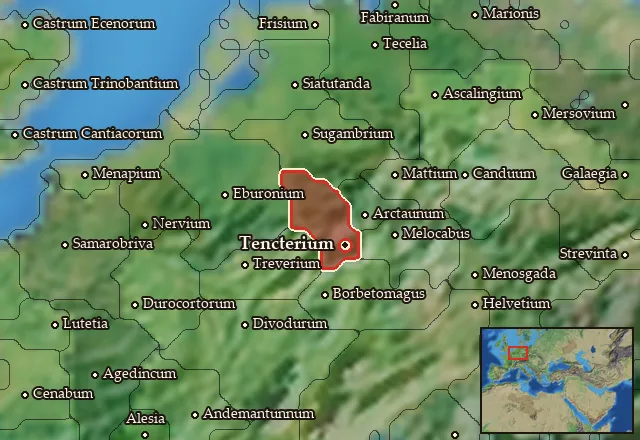 Castrum Ecenorum
Frisium
Fabiranum
Marionis
Tecelia
Castrum Trinobantium
Siatutanda
Ascalingium
Mersovium
Castrum Cantiacorum
Sugambrium
Menapium
Mattium
Canduum
Galaegia
Eburonium
Nervium
Arctaunum
Melocabus
Samarobriva
Tencterium
Strevinta
Treverium
Menosgada
Durocortorum
Borbetomagus
Helvetium
Lutetia
Divodurum
Agedincum
Cenabum
Alesia
Andemantunnum